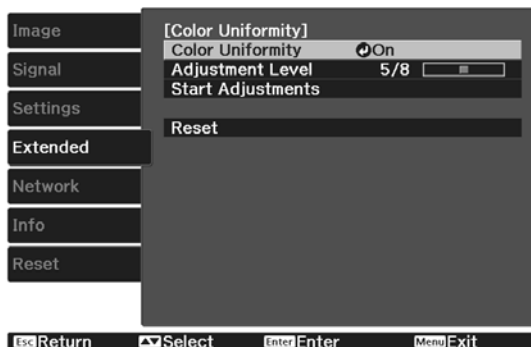 Image
Signal
Settings
Extended
Network
Info
Reset
[Color Uniformity]
Color Uniformity On
Adjustment Level 5/8
Start Adjustments
Reset
Esc Return Select Enter Enter Menu Exit